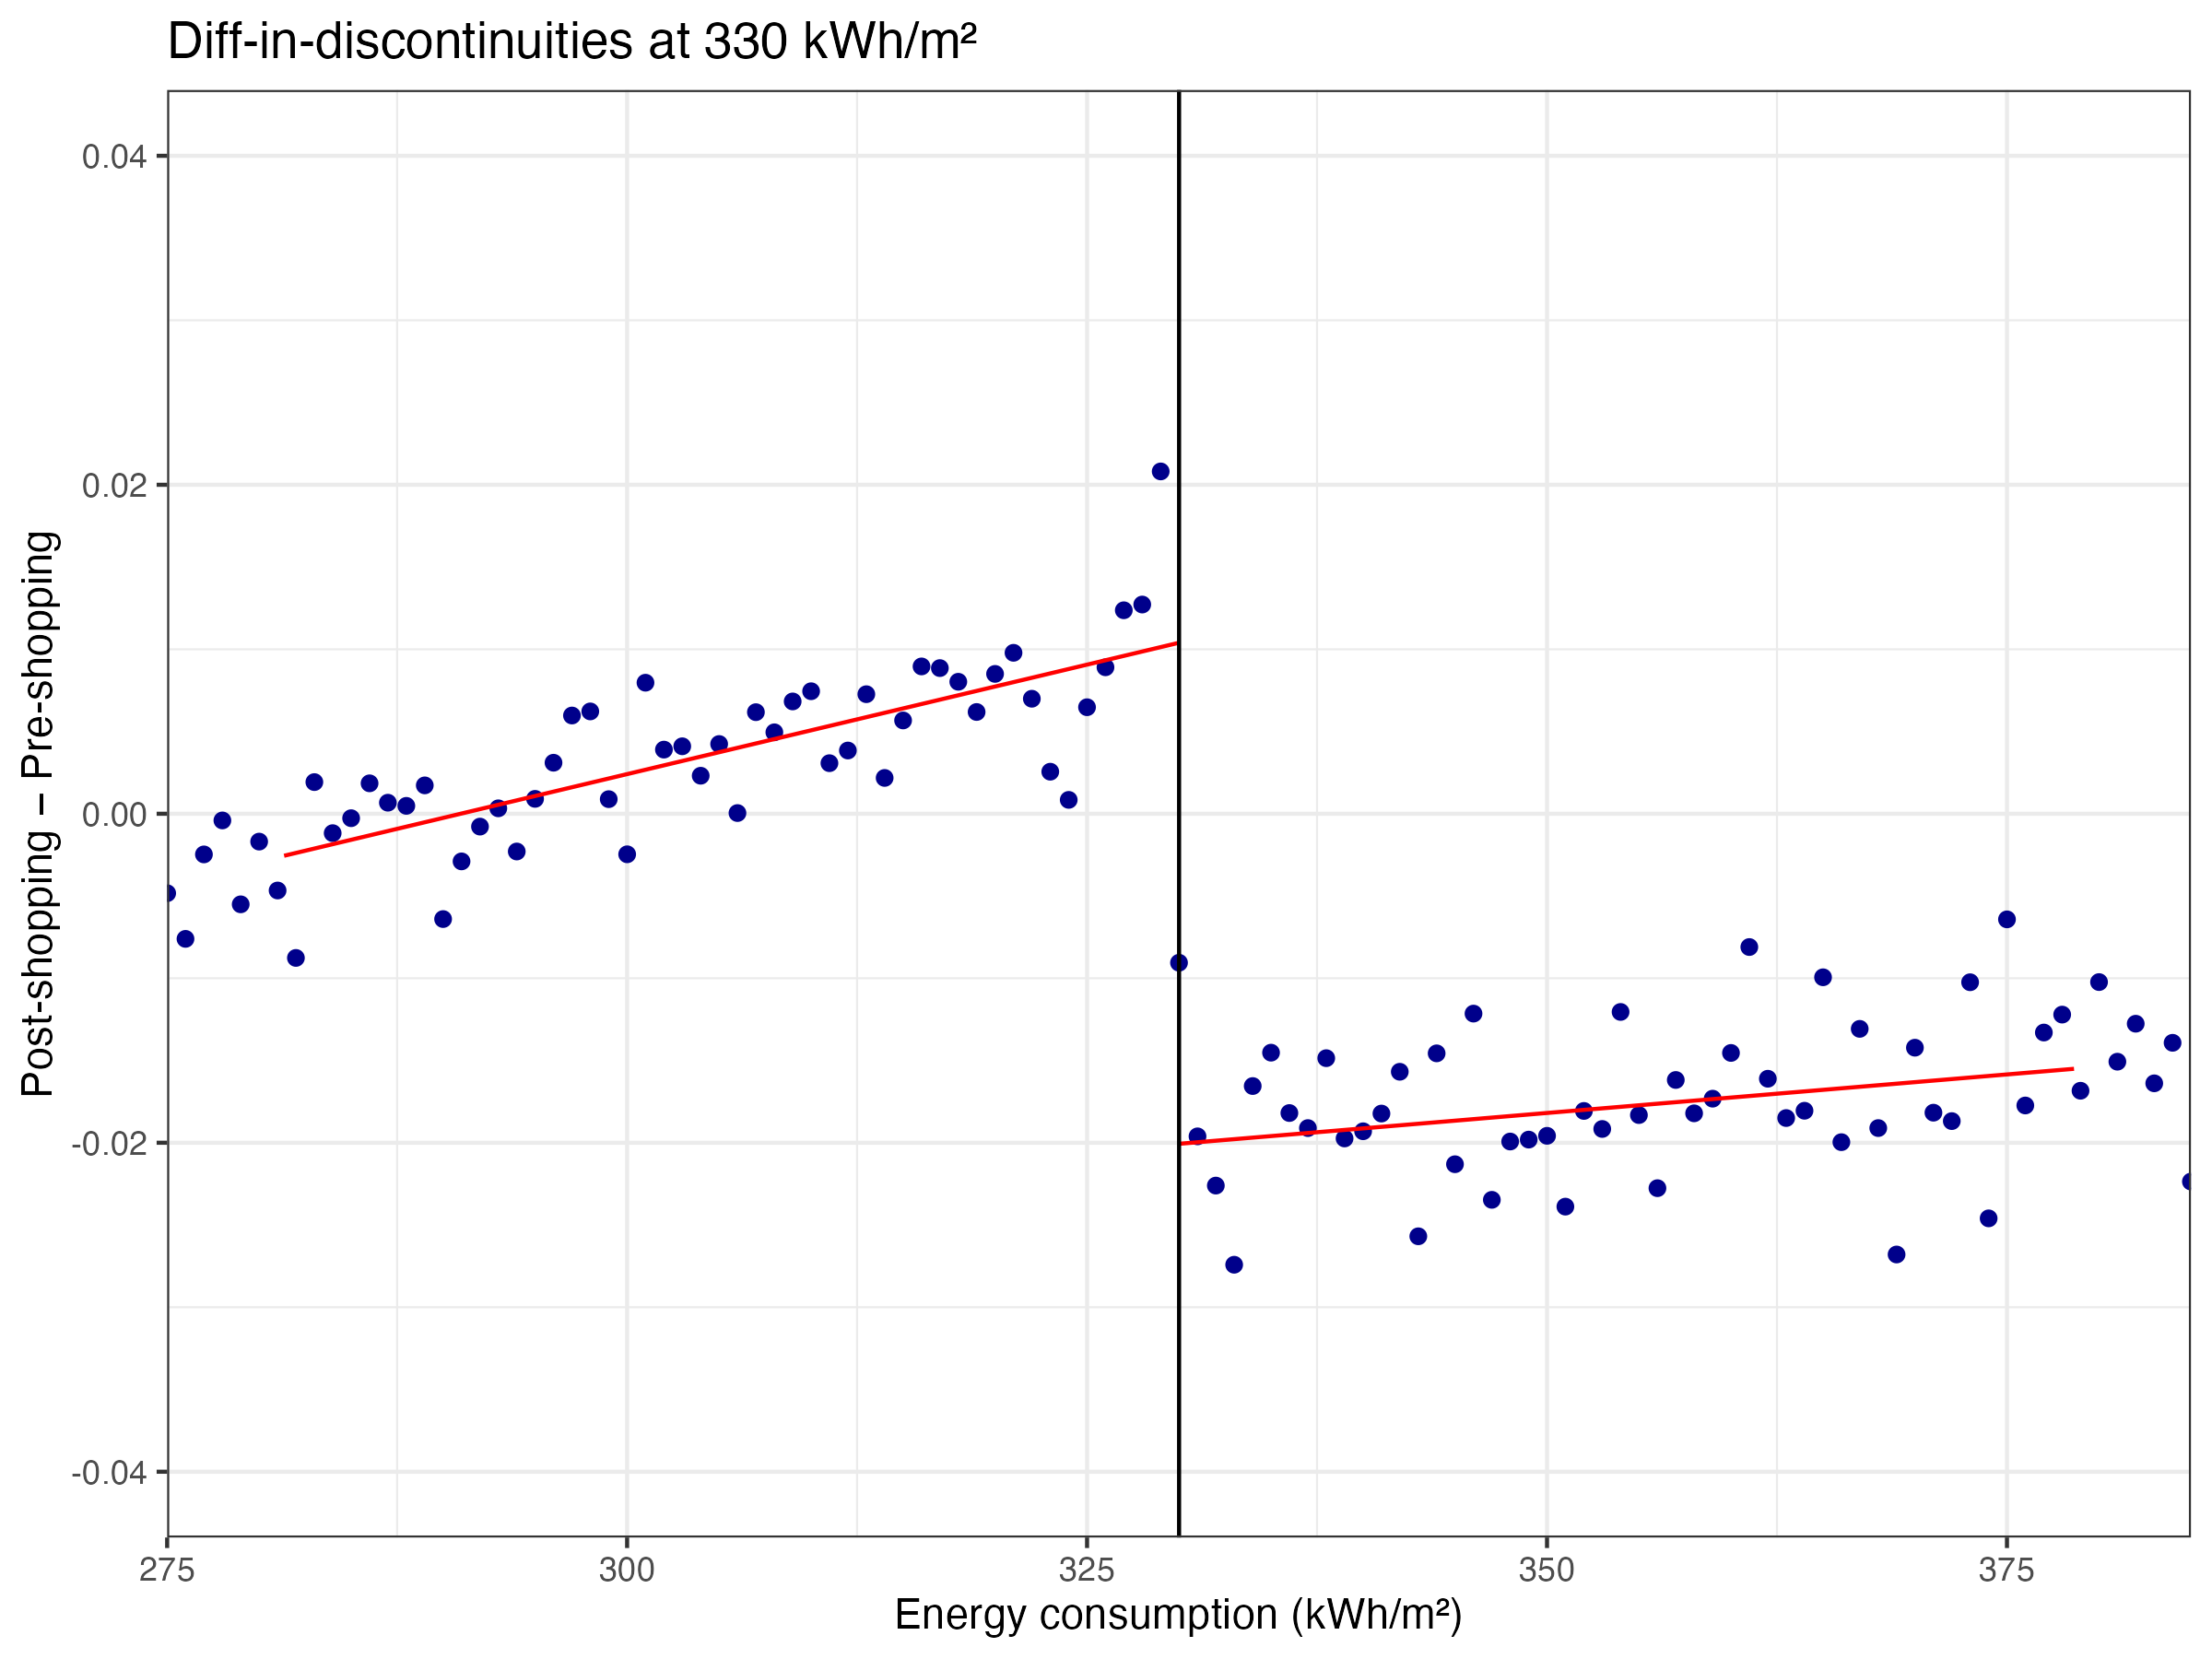 Diff-in-discontinuities at 330 kWh/m²
Post-shopping – Pre-shopping
0.04
0.02
0.00
-0.02
-0.04
275 300 325 350 375
Energy consumption (kWh/m²)